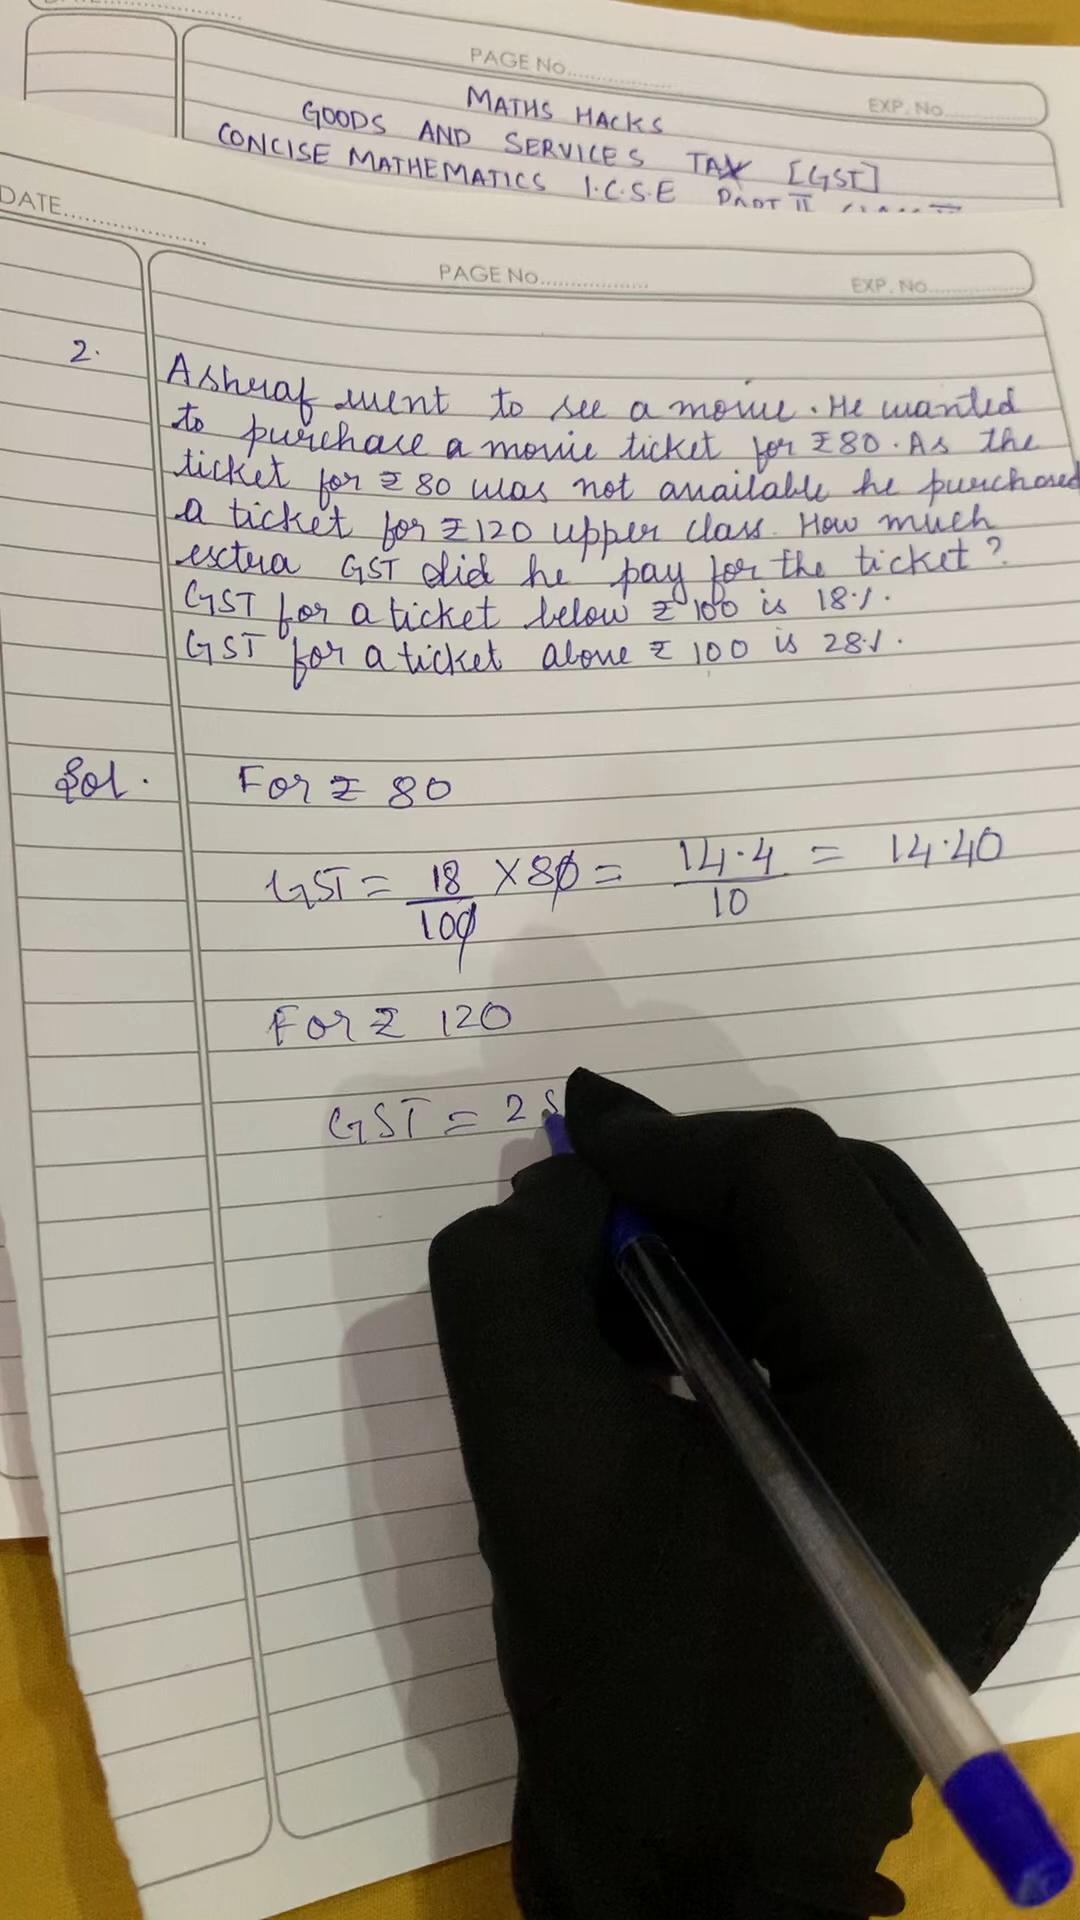 DATE
PAGE No.
EXP. No.
MATHS HACKS
GOODS AND SERVICES TAX [GST]
CONCISE MATHEMATICS I.C.S.E PART II
DATE
PAGE No.
EXP. No.
2.
Ashraf went to see a movie. He wanted
to purchase a movie ticket for ₹80. As the
ticket for ₹80 was not available he purchased
a ticket for ₹120 upper class. How much
extra GST did he pay for the ticket?
GST for a ticket below ₹100 is 18%.
GST for a ticket above ₹100 is 28%.
Sol. For ₹ 80
GST = 18/100 × 80 = 14.4/10 = 14.40
For ₹ 120
GST = 28